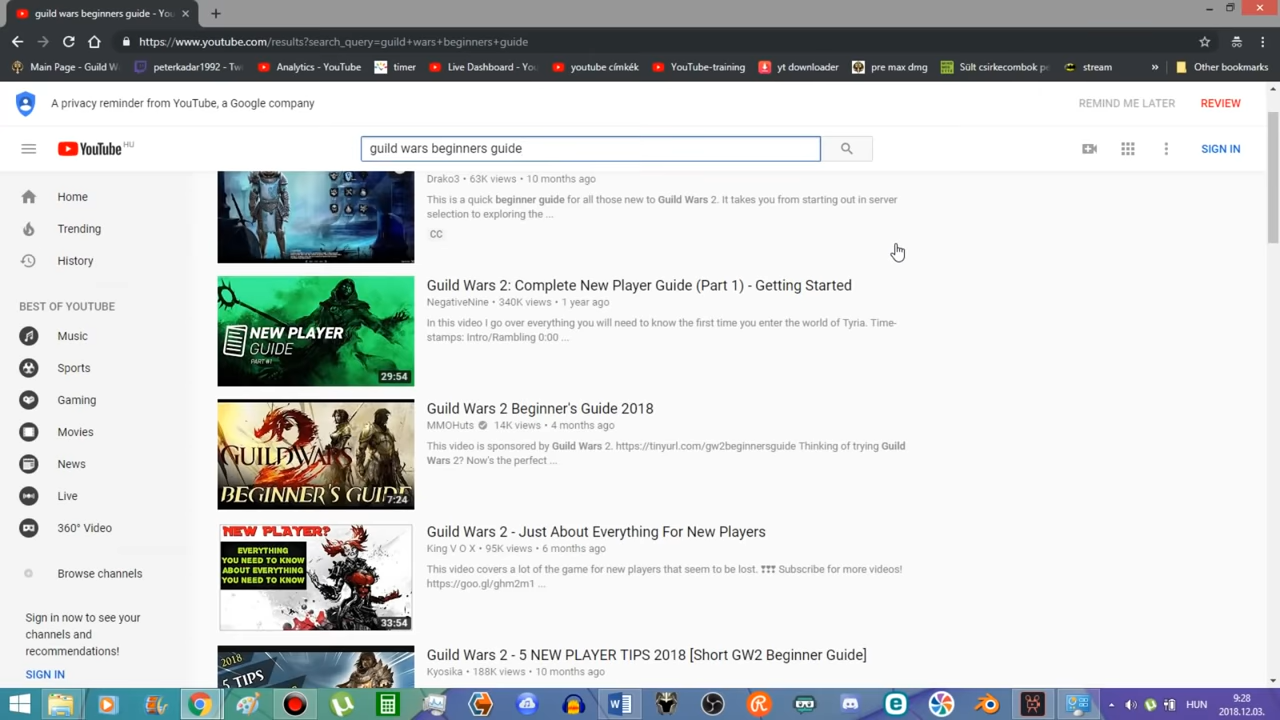 guild wars beginners guide - You
https://www.youtube.com/results?search_query=guild+wars+beginners+guide
Main Page - Guild W
peterkadar1992 - Tw
Analytics - YouTube
timer
Live Dashboard - Yo
youtube címkék
YouTube-training
yt downloader
pre max dmg
Sült csirkecombok p
stream
»
Other bookmarks
A privacy reminder from YouTube, a Google company
REMIND ME LATER
REVIEW
YouTube HU
guild wars beginners guide
SIGN IN
Home
Trending
History
BEST OF YOUTUBE
Music
Sports
Gaming
Movies
News
Live
360° Video
Browse channels
Sign in now to see your
channels and
recommendations!
SIGN IN
Drako3 • 63K views • 10 months ago
This is a quick beginner guide for all those new to Guild Wars 2. It takes you from starting out in server
selection to exploring the ...
CC
NEW PLAYER
GUIDE
PART #1
29:54
Guild Wars 2: Complete New Player Guide (Part 1) - Getting Started
NegativeNine • 340K views • 1 year ago
In this video I go over everything you will need to know the first time you enter the world of Tyria. Time-
stamps: Intro/Rambling 0:00 ...
GUILD WARS 2
BEGINNER'S GUIDE
7:24
Guild Wars 2 Beginner's Guide 2018
MMOHuts 14K views • 4 months ago
This video is sponsored by Guild Wars 2. https://tinyurl.com/gw2beginnersguide Thinking of trying Guild
Wars 2? Now's the perfect ...
NEW PLAYER?
EVERYTHING
YOU NEED TO KNOW
ABOUT EVERYTHING
YOU NEED TO KNOW
33:54
Guild Wars 2 - Just About Everything For New Players
King V O X • 95K views • 6 months ago
This video covers a lot of the game for new players that seem to be lost. ❣❣❣ Subscribe for more videos!
https://goo.gl/ghm2m1 ...
2018
5 TIPS
Guild Wars 2 - 5 NEW PLAYER TIPS 2018 [Short GW2 Beginner Guide]
Kyosika • 188K views • 10 months ago
HUN
9:28
2018.12.03.